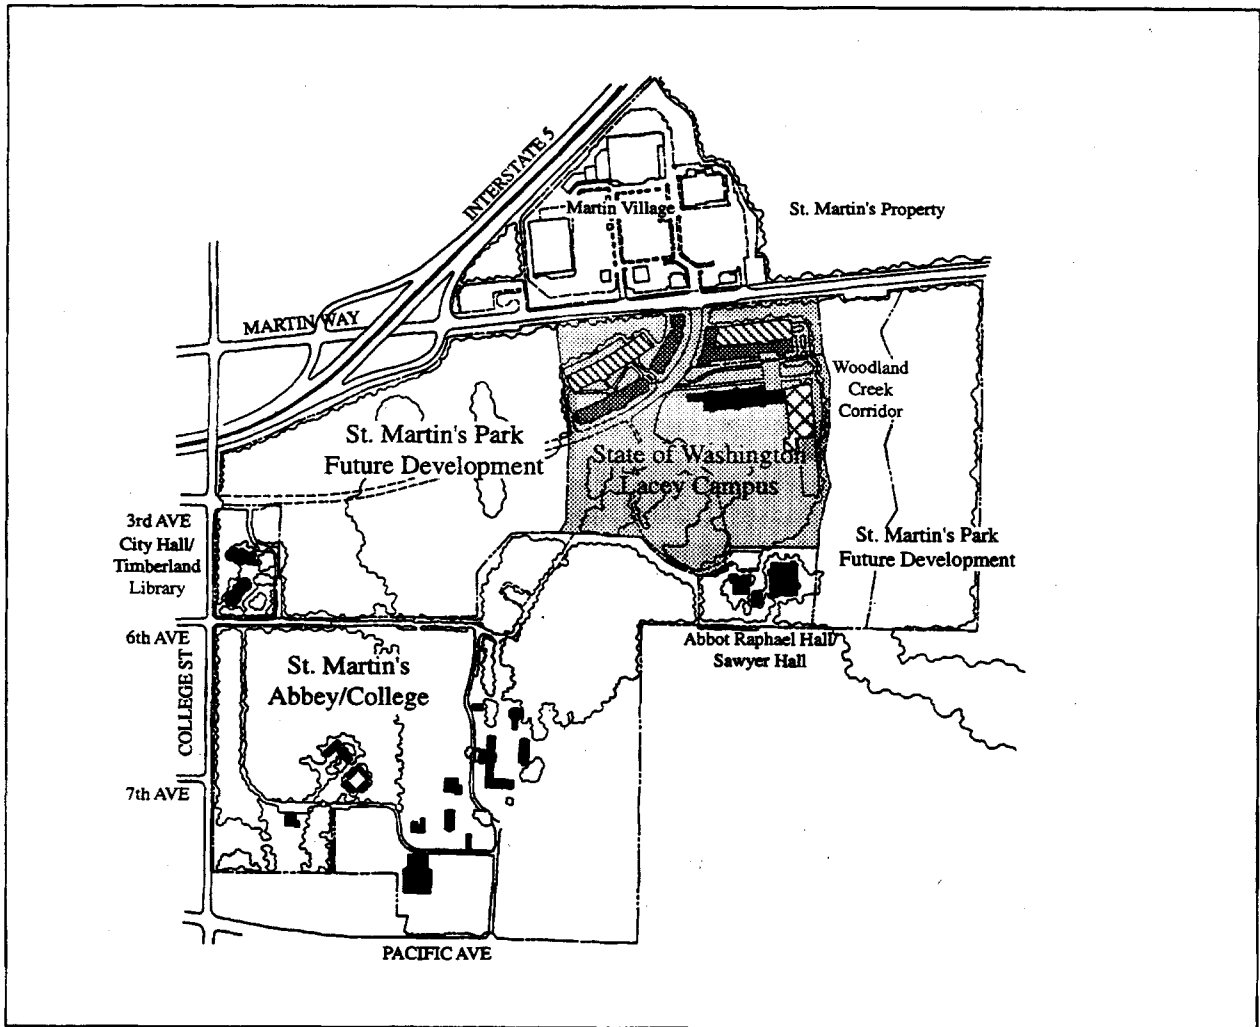 INTERSTATE 5
Martin Village
St. Martin's Property
MARTIN WAY
Woodland
Creek
Corridor
St. Martin's Park
Future Development
State of Washington
Lacey Campus
3rd AVE
City Hall/
Timberland
Library
St. Martin's Park
Future Development
6th AVE
Abbot Raphael Hall/
Sawyer Hall
St. Martin's
Abbey/College
COLLEGE ST
7th AVE
PACIFIC AVE